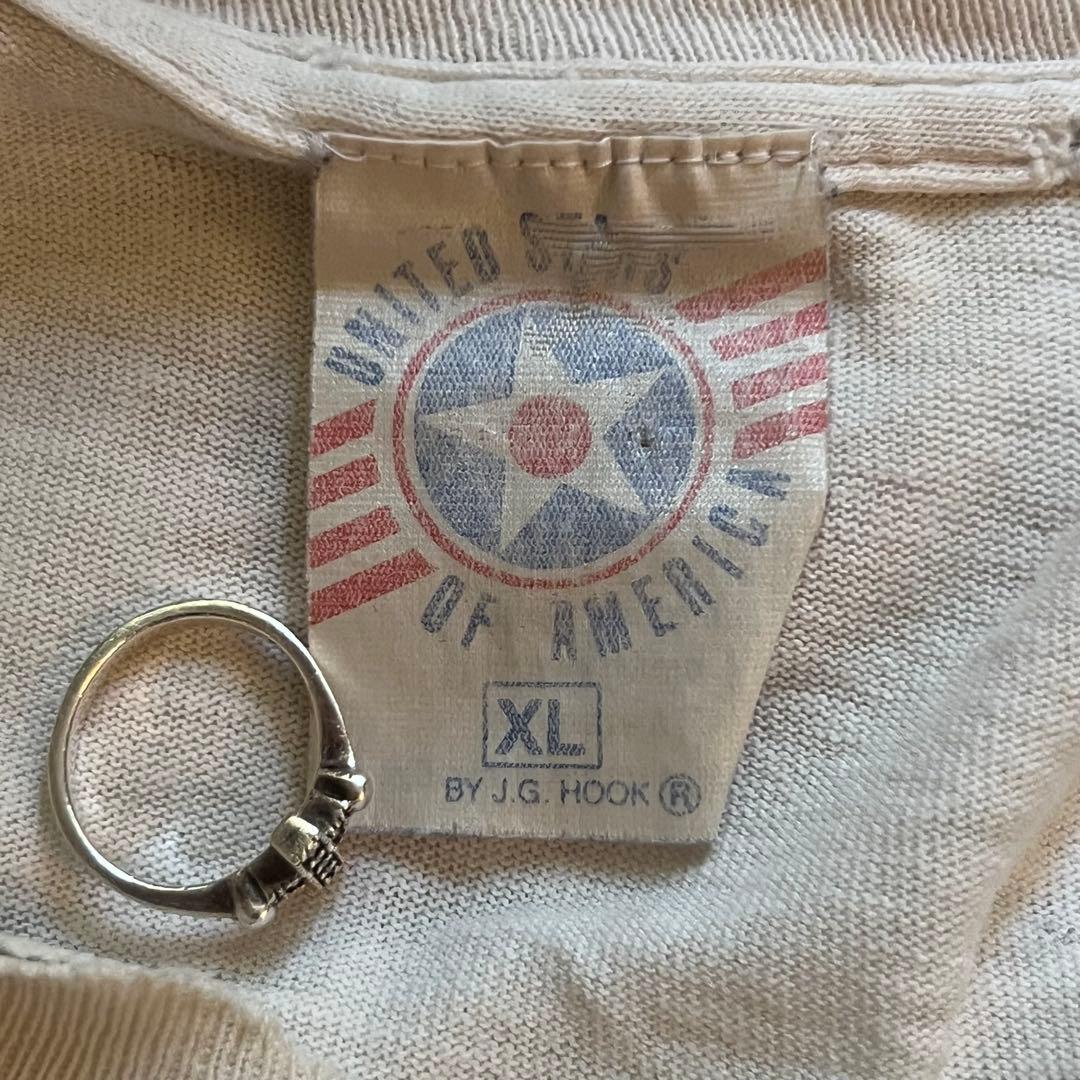 UNITED STATES
OF AMERICA
XL
BY J.G. HOOK ®